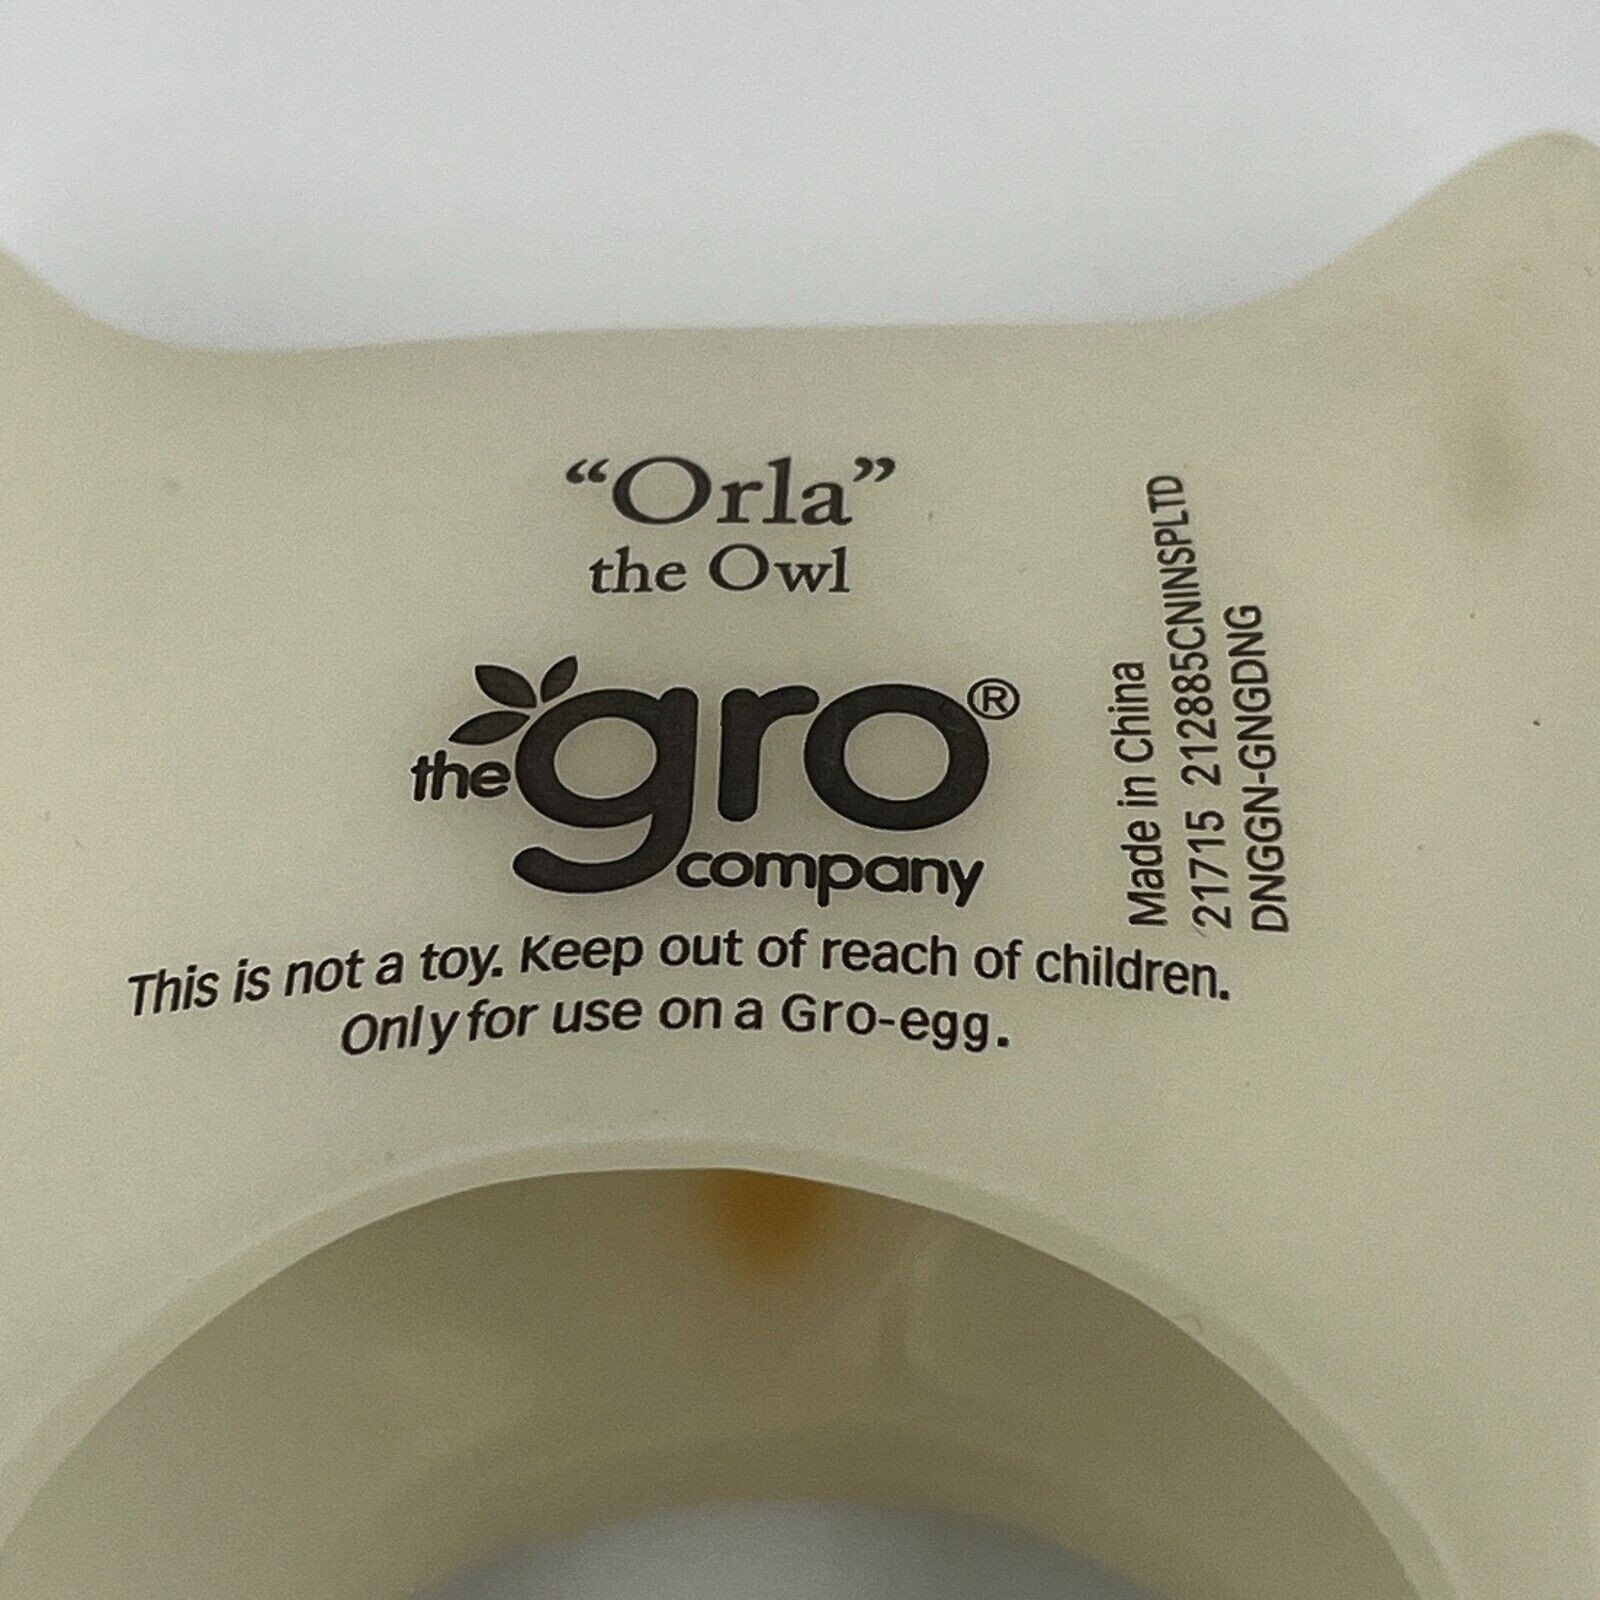 “Orla”
the Owl
the gro®
company
This is not a toy. Keep out of reach of children.
Only for use on a Gro-egg.
Made in China
21715 212885CNINSPLTD
DNGGN-GNGDNG